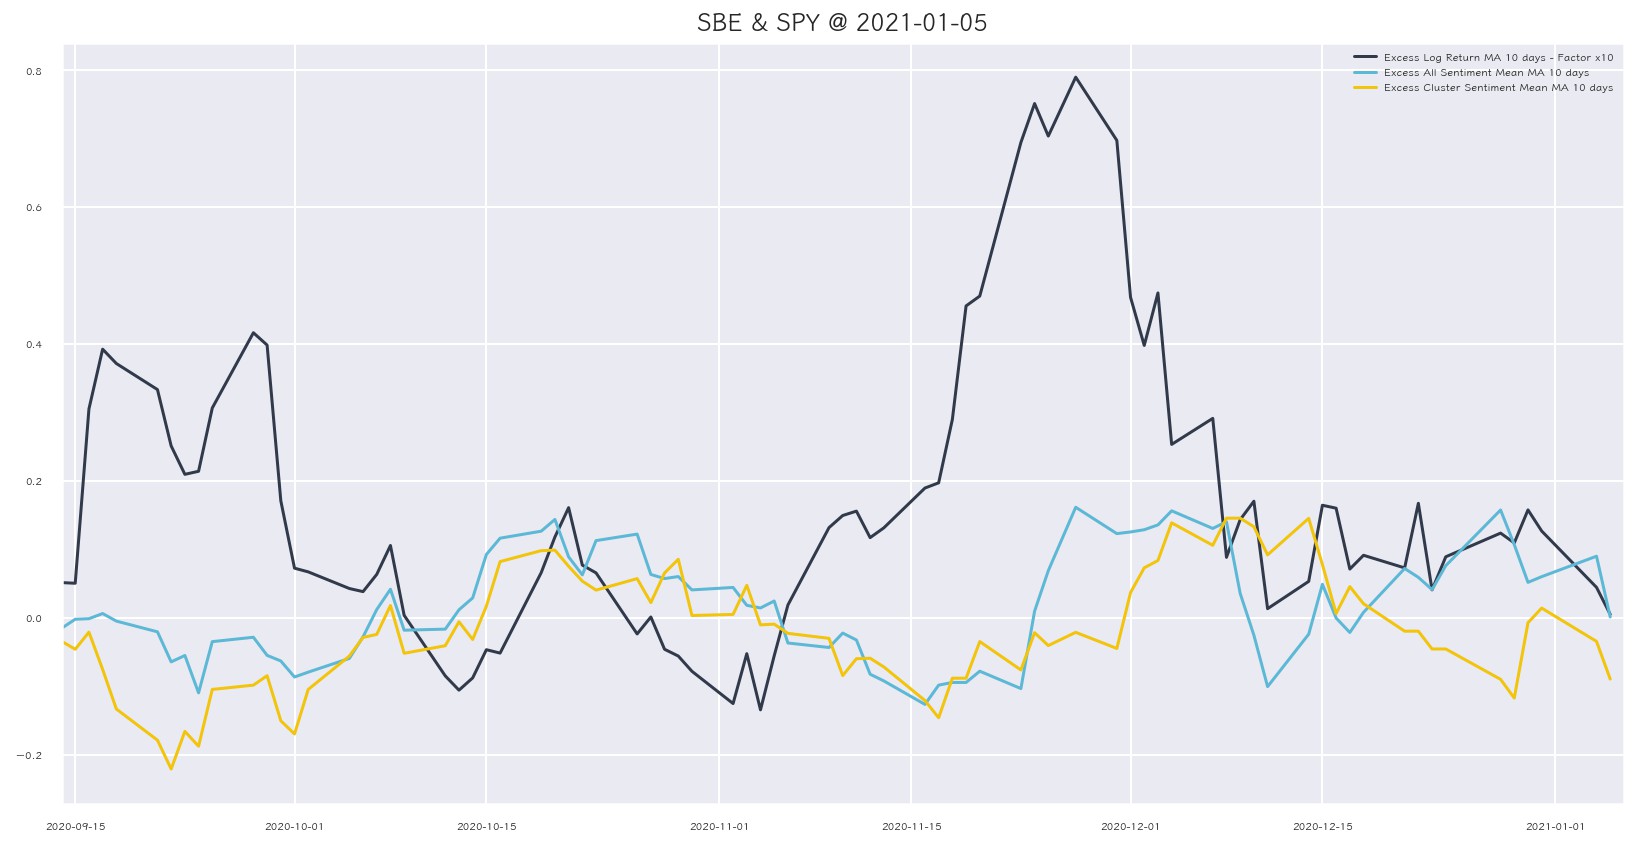 SBE & SPY @ 2021-01-05
Excess Log Return MA 10 days - Factor x10
Excess All Sentiment Mean MA 10 days
Excess Cluster Sentiment Mean MA 10 days
0.8
0.6
0.4
0.2
0.0
−0.2
2020-09-15 2020-10-01 2020-10-15 2020-11-01 2020-11-15 2020-12-01 2020-12-15 2021-01-01